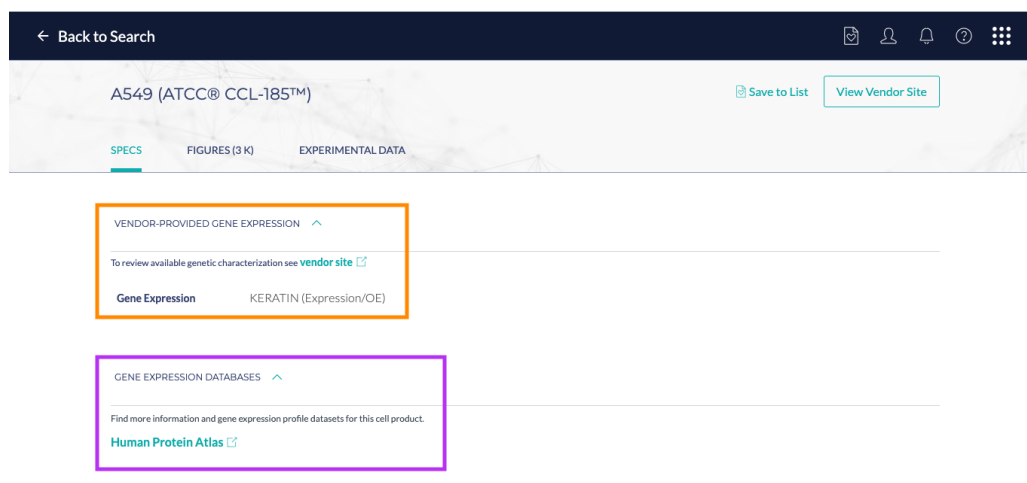 ← Back to Search
A549 (ATCC® CCL-185™)
Save to List
View Vendor Site
SPECS
FIGURES (3 K)
EXPERIMENTAL DATA
VENDOR-PROVIDED GENE EXPRESSION
To review available genetic characterization see vendor site
Gene Expression KERATIN (Expression/OE)
GENE EXPRESSION DATABASES
Find more information and gene expression profile datasets for this cell product.
Human Protein Atlas